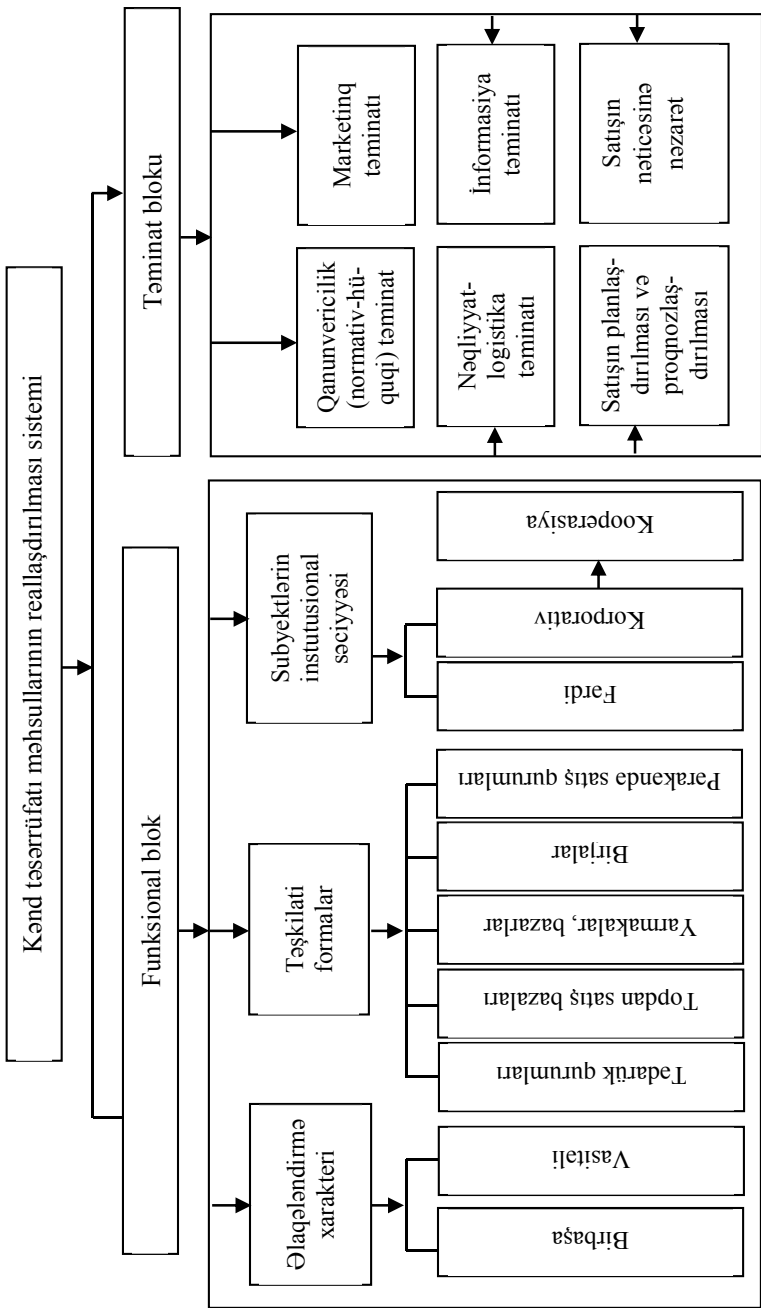 Kənd təsərrüfatı məhsullarının reallaşdırılması sistemi
Funksional blok
Təminat bloku
Əlaqələndirmə
xarakteri
Təşkilati
formalar
Subyektlərin
instutusional
səciyyəsi
Birbaşa
Vasitəli
Tədarük qurumları
Topdan satış bazaları
Yarmakalar, bazarlar
Birjalar
Pərakəndə satış qurumları
Fərdi
Korporativ
Kooperasiya
Qanunvericilik
(normativ-hü-
quqi) təminat
Marketinq
təminatı
Nəqliyyat-
logistika
təminatı
İnformasiya
təminatı
Satışın planlaş-
dırılması və
proqnozlaş-
dırılması
Satışın
nəticəsinə
nəzarət